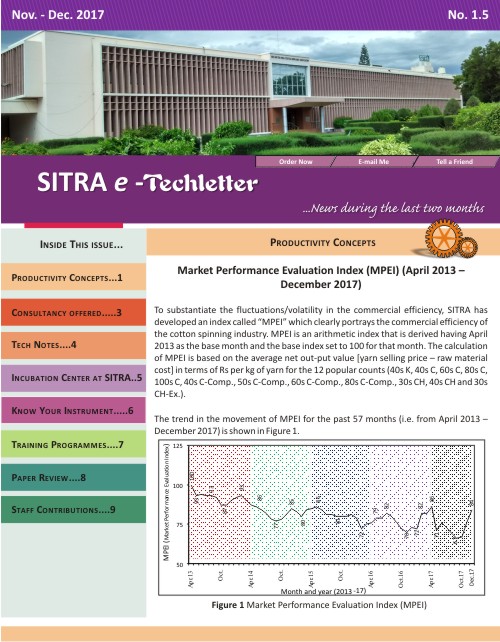 Nov. - Dec. 2017
No. 1.5
Order Now
E-mail Me
Tell a Friend
SITRA e -Techletter
...News during the last two months
INSIDE THIS ISSUE...
PRODUCTIVITY CONCEPTS...1
CONSULTANCY OFFERED.....3
TECH NOTES....4
INCUBATION CENTER AT SITRA..5
KNOW YOUR INSTRUMENT.....6
TRAINING PROGRAMMES....7
PAPER REVIEW....8
STAFF CONTRIBUTIONS....9
PRODUCTIVITY CONCEPTS
Market Performance Evaluation Index (MPEI) (April 2013 –
December 2017)
To substantiate the fluctuations/volatility in the commercial efficiency, SITRA has
developed an index called "MPEI" which clearly portrays the commercial efficiency of
the cotton spinning industry. MPEI is an arithmetic index that is derived having April
2013 as the base month and the base index set to 100 for that month. The calculation
of MPEI is based on the average net out-put value [yarn selling price – raw material
cost] in terms of Rs per kg of yarn for the 12 popular counts (40s K, 40s C, 60s C, 80s C,
100s C, 40s C-Comp., 50s C-Comp., 60s C-Comp., 80s C-Comp., 30s CH, 40s CH and 30s
CH-Ex.).
The trend in the movement of MPEI for the past 57 months (i.e. from April 2013 –
December 2017) is shown in Figure 1.
MPEI (Market Performance Evaluation Index)
125
100
75
50
100
Apr.13
Oct.
Apr.14
Oct.
Apr.15
Oct.
Apr.16
Oct.16
Apr.17
Oct.17
Dec.17
Month and year (2013 -17)
Figure 1 Market Performance Evaluation Index (MPEI)